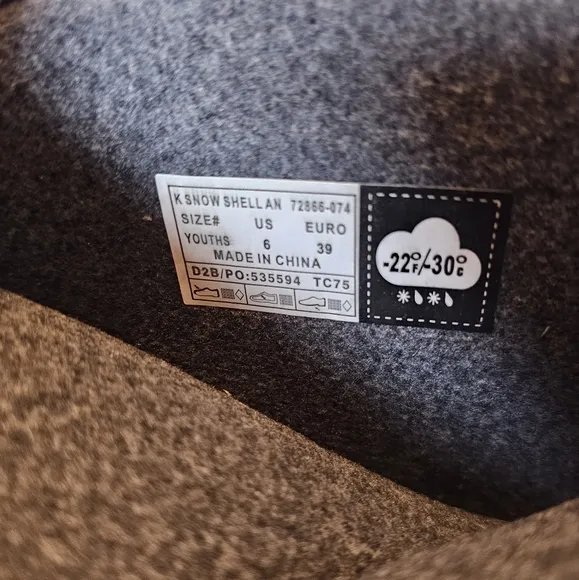 K SNOW SHELL AN 72866-074
SIZE# US EURO
YOUTHS 6 39
MADE IN CHINA
D2B/PO:535594 TC75
-22°F/-30°C